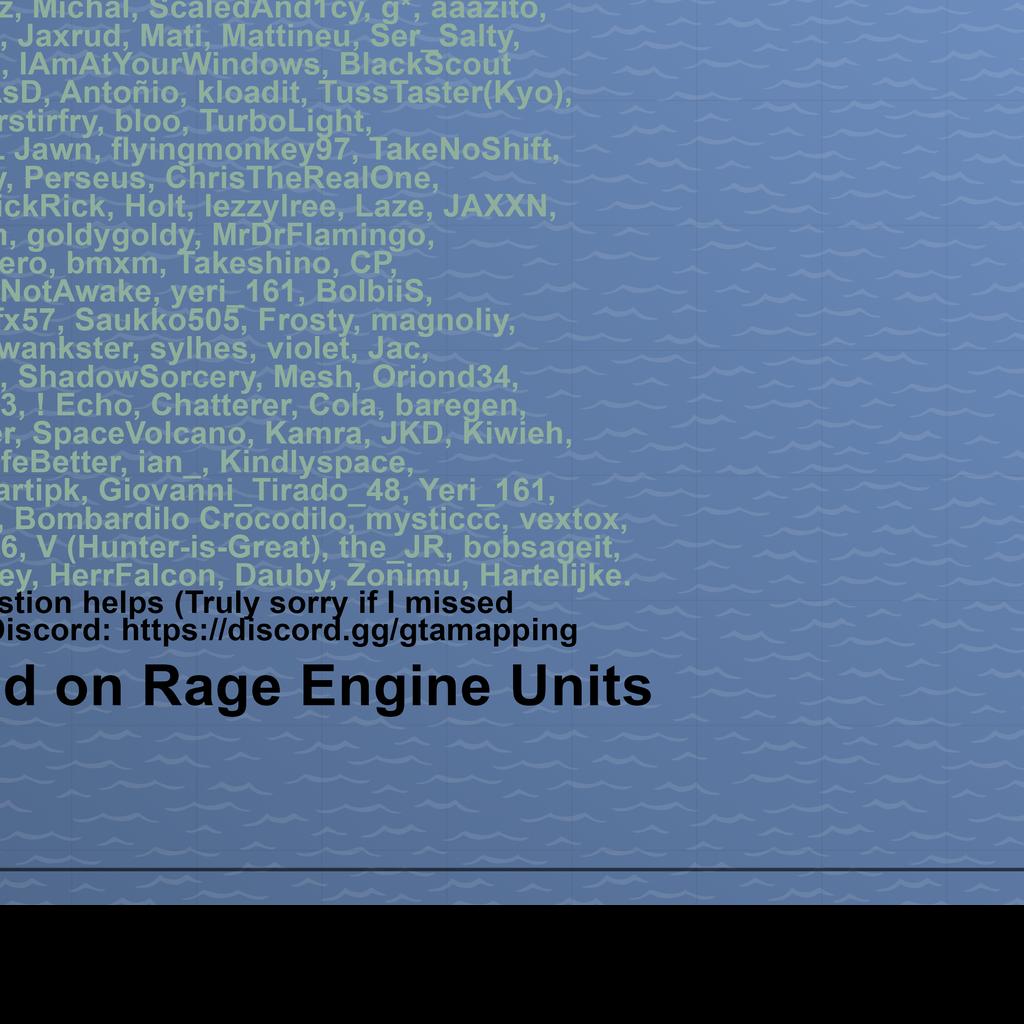 z, Michal, ScaledAnd1cy, g*, aaazito,
, Jaxrud, Mati, Mattineu, Ser_Salty,
, IAmAtYourWindows, BlackScout
sD, Antoñio, kloadit, TussTaster(Kyo),
rstirfry, bloo, TurboLight,
Jawn, flyingmonkey97, TakeNoShift,
y, Perseus, ChrisTheRealOne,
ickRick, Holt, lezzylree, Laze, JAXXN,
n, goldygoldy, MrDrFlamingo,
ero, bmxm, Takeshino, CP,
NotAwake, yeri_161, BolbiiS,
fx57, Saukko505, Frosty, magnoliy,
wankster, sylhes, violet, Jac,
, ShadowSorcery, Mesh, Oriond34,
3, ! Echo, Chatterer, Cola, baregen,
er, SpaceVolcano, Kamra, JKD, Kiwieh,
ifeBetter, ian_, Kindlyspace,
artipk, Giovanni_Tirado_48, Yeri_161,
, Bombardilo Crocodilo, mysticcc, vextox,
6, V (Hunter-is-Great), the_JR, bobsageit,
ey, HerrFalcon, Dauby, Zonimu, Hartelijke.
stion helps (Truly sorry if I missed
Discord: https://discord.gg/gtamapping
d on Rage Engine Units